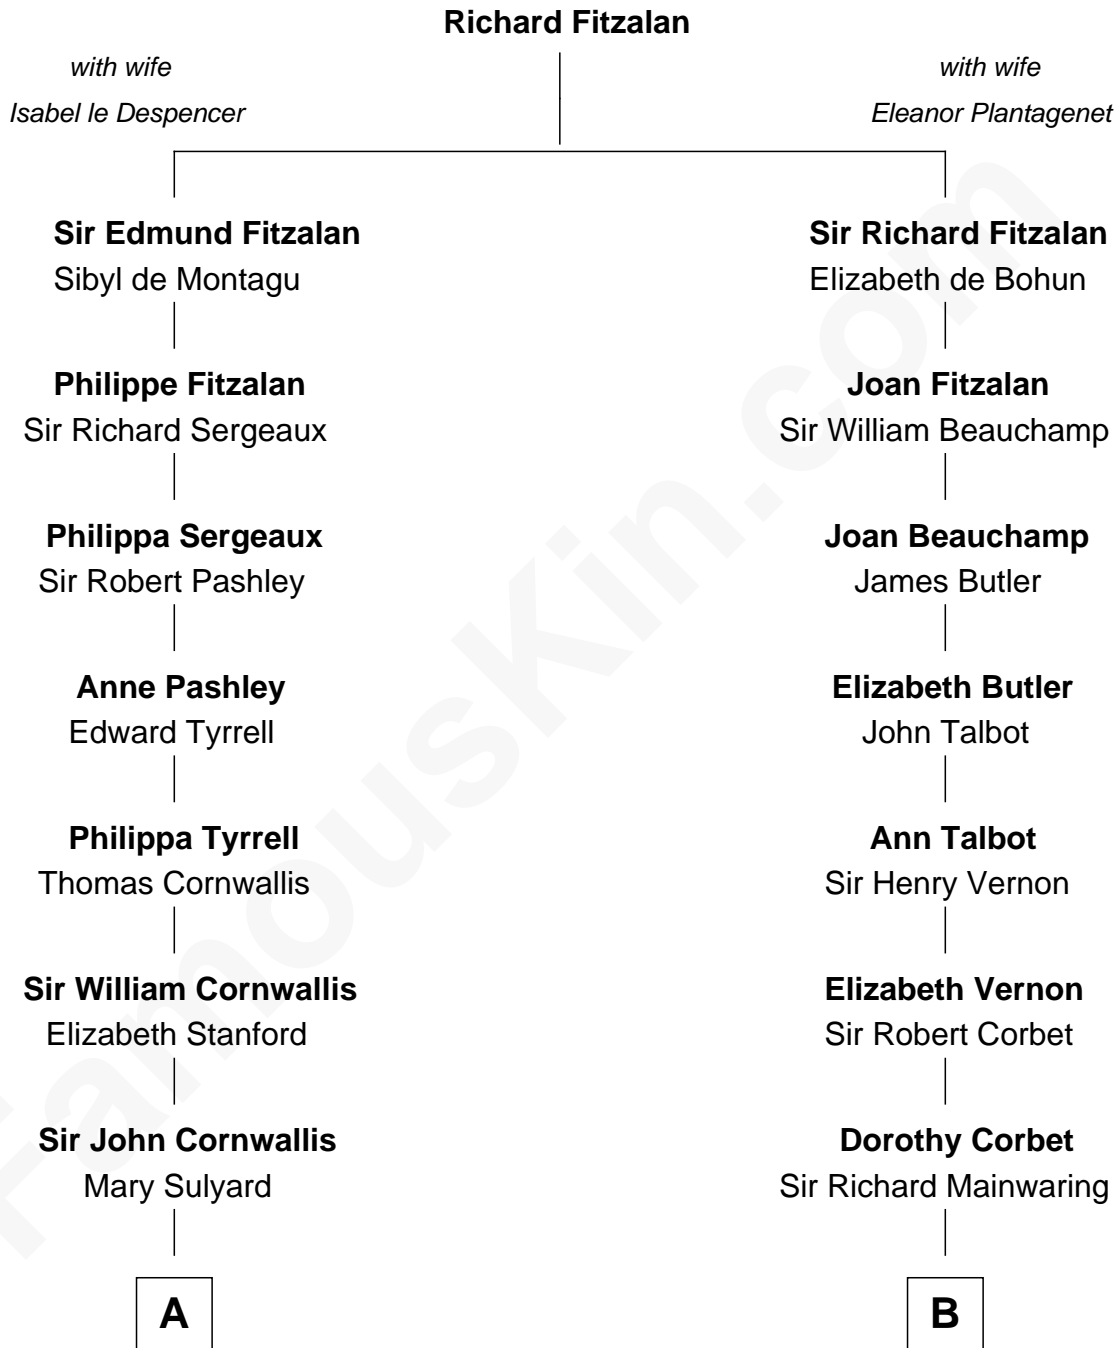 Richard Fitzalan
with wife
Isabel le Despencer
with wife
Eleanor Plantagenet
Sir Edmund Fitzalan
Sibyl de Montagu
Sir Richard Fitzalan
Elizabeth de Bohun
Philippe Fitzalan
Sir Richard Sergeaux
Joan Fitzalan
Sir William Beauchamp
Philippa Sergeaux
Sir Robert Pashley
Joan Beauchamp
James Butler
Anne Pashley
Edward Tyrrell
Elizabeth Butler
John Talbot
Philippa Tyrrell
Thomas Cornwallis
Ann Talbot
Sir Henry Vernon
Sir William Cornwallis
Elizabeth Stanford
Elizabeth Vernon
Sir Robert Corbet
Sir John Cornwallis
Mary Sulyard
Dorothy Corbet
Sir Richard Mainwaring
A
B
FamousKin.com